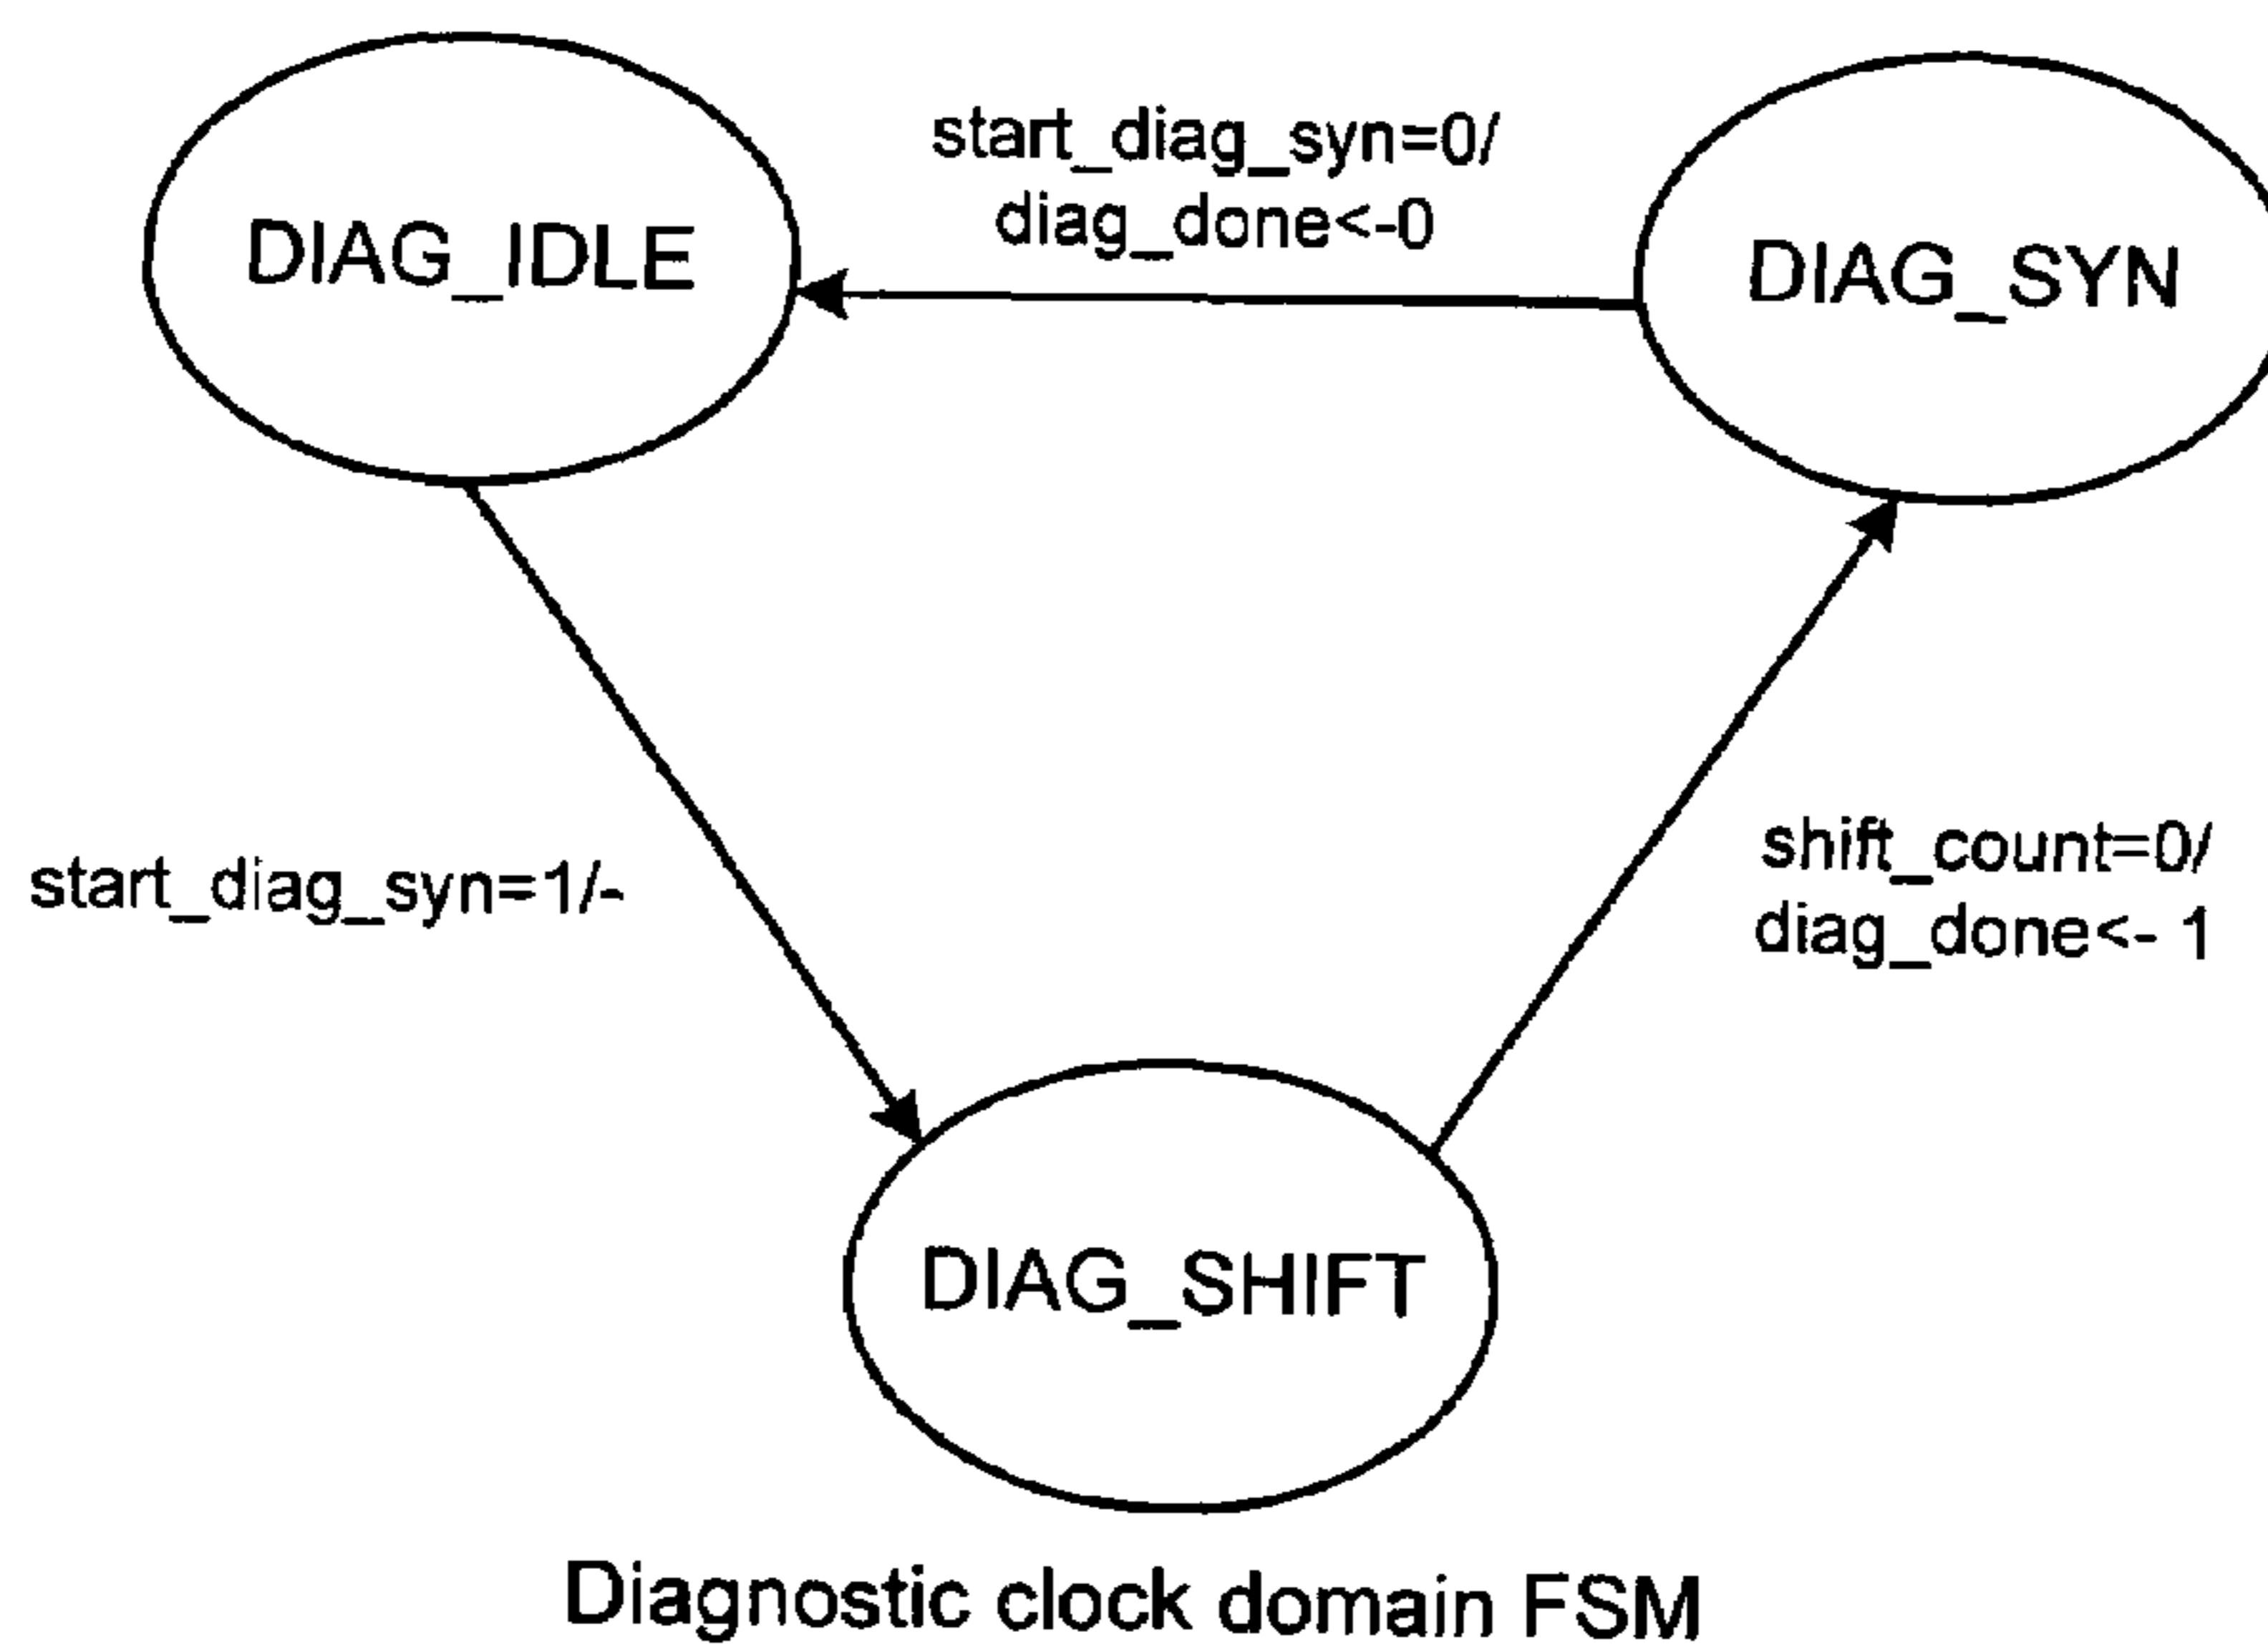 start_diag_syn=0/
diag_done<-0
DIAG_IDLE
DIAG_SYN
start_diag_syn=1/-
shift_count=0/
diag_done<- 1
DIAG_SHIFT
Diagnostic clock domain FSM